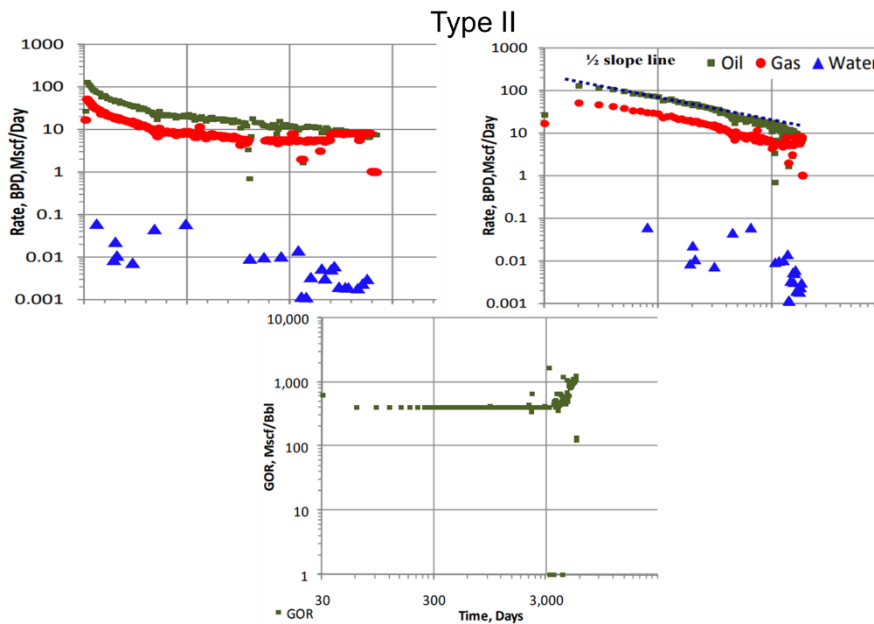 Type II
1000
100
10
1
0.1
0.01
0.001
Rate, BPD,Mscf/Day
1000
100
10
1
0.1
0.01
0.001
Rate, BPD,Mscf/Day
½ slope line
Oil Gas Water
10,000
1,000
100
10
1
GOR, Mscf/Bbl
30 300 3,000
GOR
Time, Days